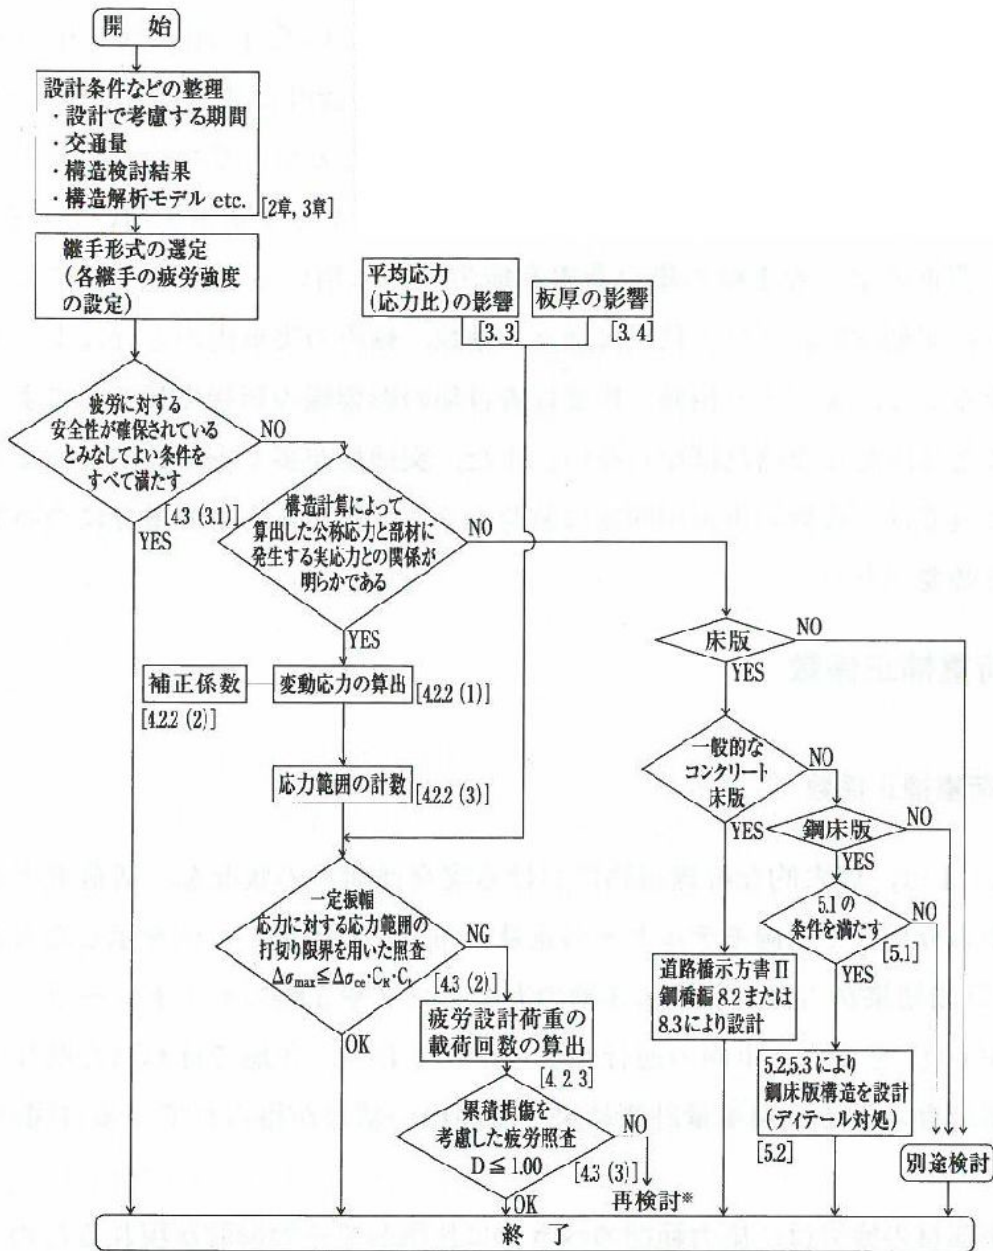 開 始
設計条件などの整理
・設計で考慮する期間
・交通量
・構造検討結果
・構造解析モデル etc.
[2章, 3章]
継手形式の選定
(各継手の疲労強度
の設定)
平均応力
(応力比)の影響
[3. 3]
板厚の影響
[3. 4]
疲労に対する
安全性が確保されている
とみなしてよい条件を
すべて満たす
NO
[4.3 (3.1)]
YES
構造計算によって
算出した公称応力と部材に
発生する実応力との関係が
明らかである
NO
YES
床版
NO
YES
補正係数
[4.2.2 (2)]
変動応力の算出
[4.2.2 (1)]
一般的な
コンクリート
床版
NO
YES
応力範囲の計数
[4.2.2 (3)]
鋼床版
NO
YES
一定振幅
応力に対する応力範囲の
打切り限界を用いた照査
NG
[4.3 (2)]
OK
5.1の
条件を満たす
NO
[5.1]
YES
道路橋示方書Ⅱ
鋼橋編 8.2 または
8.3により設計
疲労設計荷重の
載荷回数の算出
[4. 2. 3]
5.2,5.3により
鋼床版構造を設計
(ディテール対処)
[5.2]
累積損傷を
考慮した疲労照査
D≦1.00
NO
[4.3 (3)]
OK
再検討※
別途検討
終 了